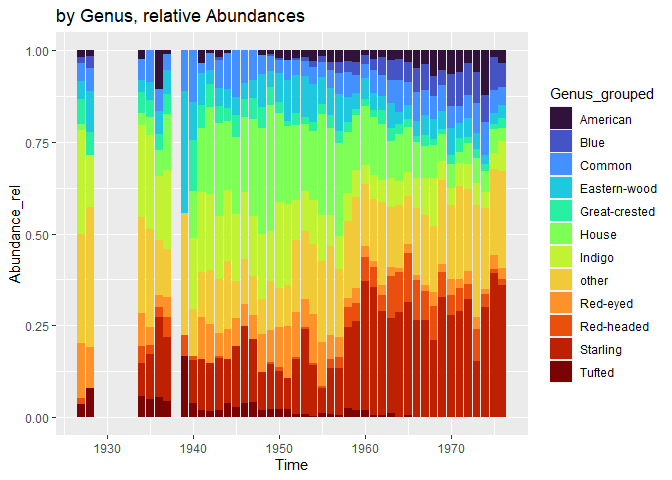 by Genus, relative Abundances
Abundance_rel
1.00
0.75
0.50
0.25
0.00
1930
1940
1950
1960
1970
Time
Genus_grouped
American
Blue
Common
Eastern-wood
Great-crested
House
Indigo
other
Red-eyed
Red-headed
Starling
Tufted